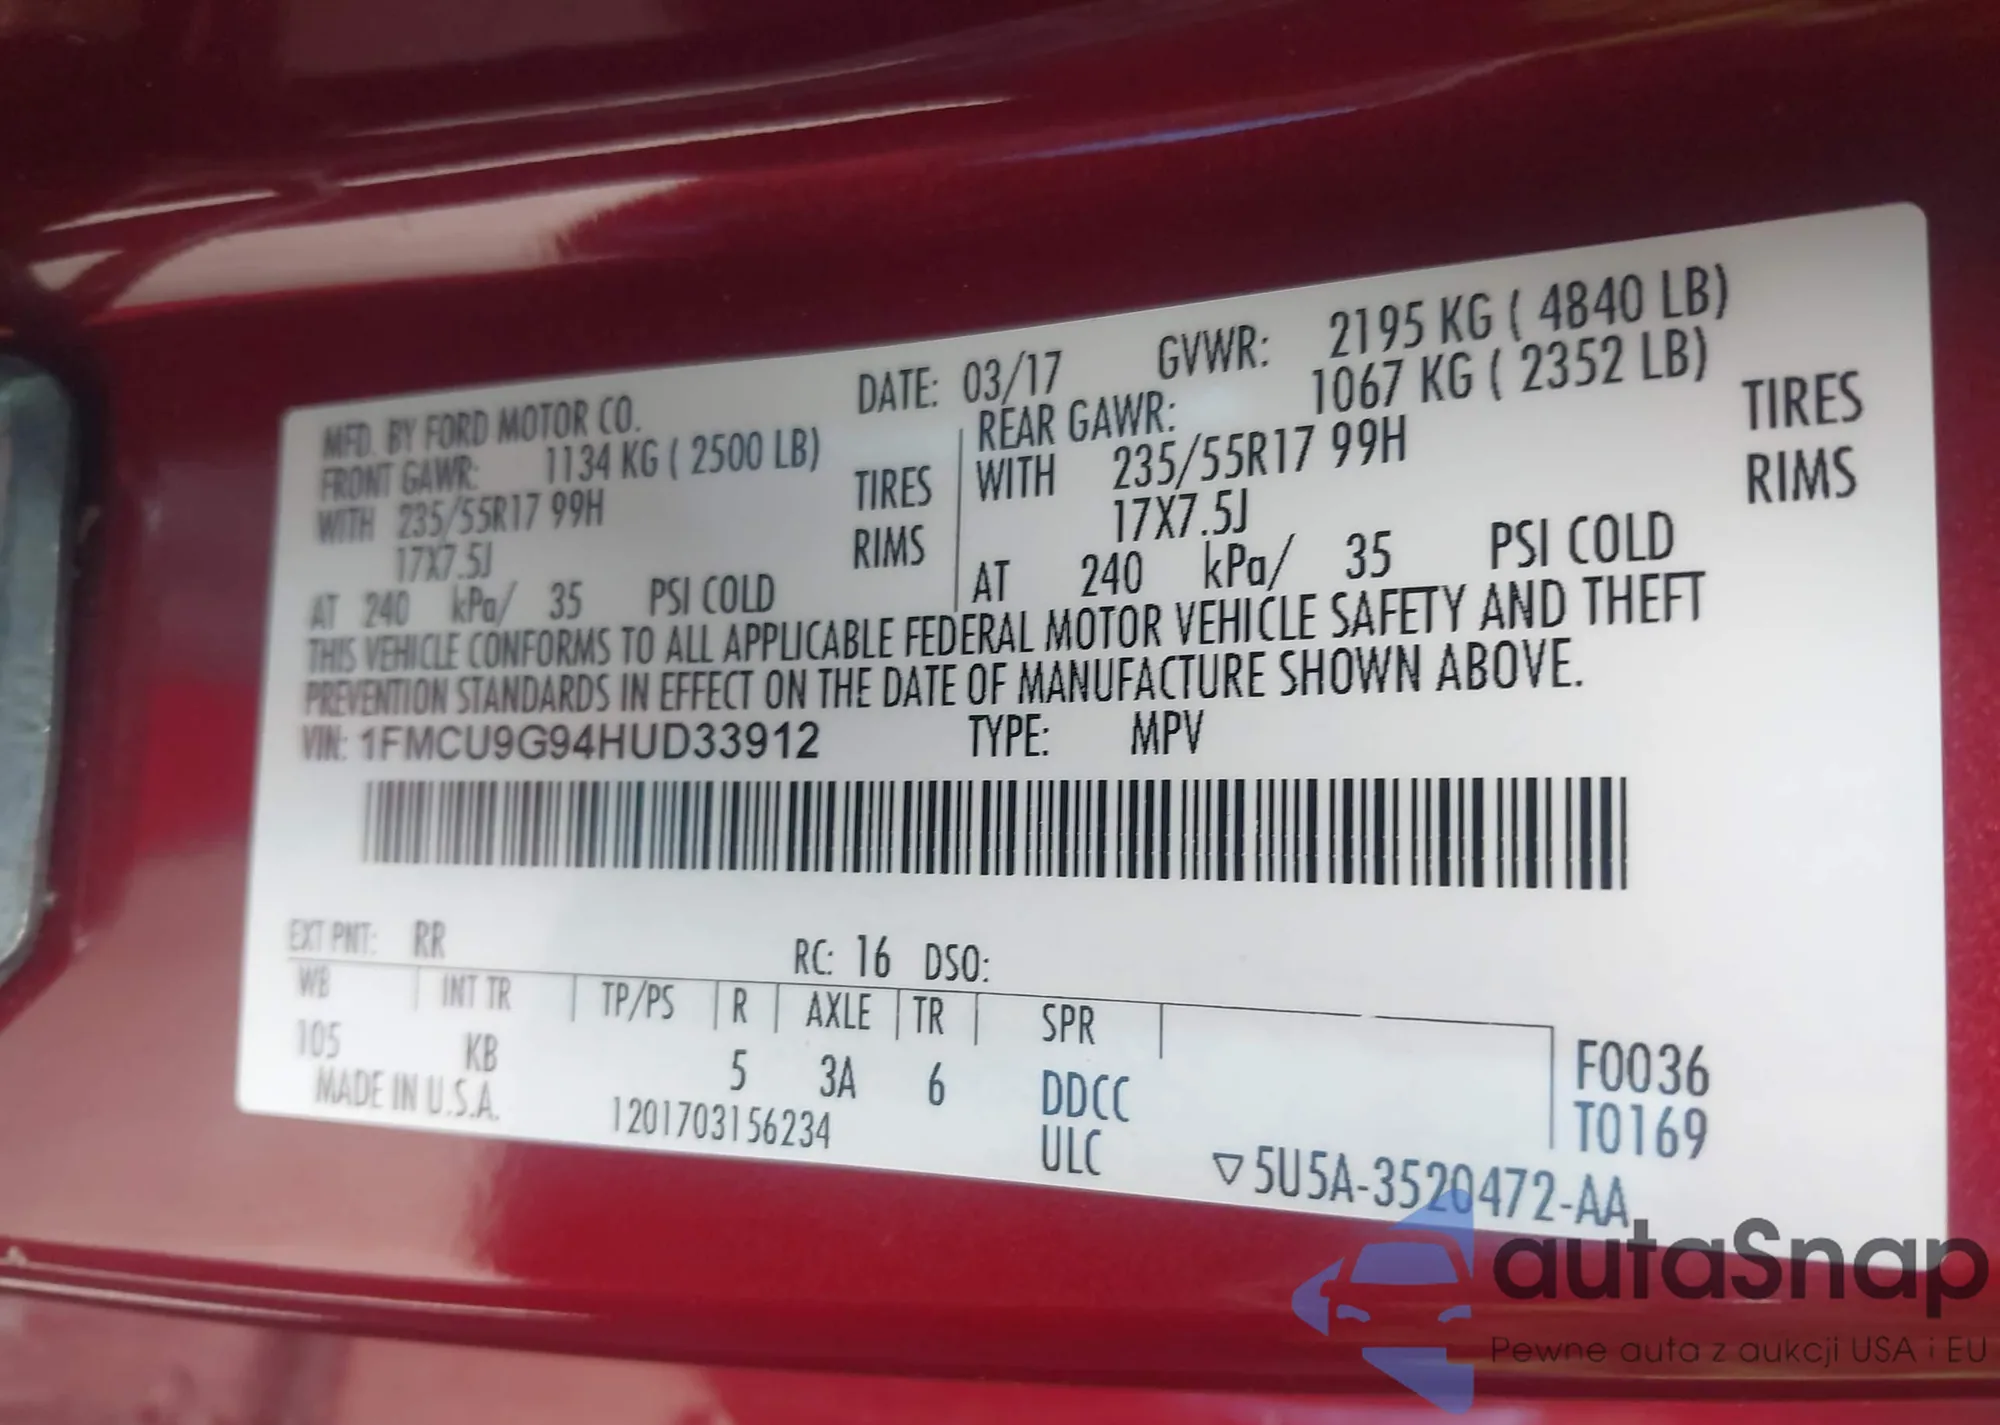 MFD. BY FORD MOTOR CO. DATE: 03/17 GVWR: 2195 KG ( 4840 LB)
FRONT GAWR: 1134 KG ( 2500 LB) REAR GAWR: 1067 KG ( 2352 LB)
WITH 235/55R17 99H TIRES WITH 235/55R17 99H TIRES
17X7.5J RIMS 17X7.5J RIMS
AT 240 kPa/ 35 PSI COLD AT 240 kPa/ 35 PSI COLD
THIS VEHICLE CONFORMS TO ALL APPLICABLE FEDERAL MOTOR VEHICLE SAFETY AND THEFT
PREVENTION STANDARDS IN EFFECT ON THE DATE OF MANUFACTURE SHOWN ABOVE.
VIN: 1FMCU9G94HUD33912 TYPE: MPV
EXT PNT: RR RC: 16 DSO:
WB INT TR TP/PS R AXLE TR SPR
105 KB 5 3A 6 DDCC F0036
MADE IN U.S.A. 1201703156234 ULC T0169
▽5U5A-3520472-AA
autaSnap
Pewne auta z aukcji USA i EU